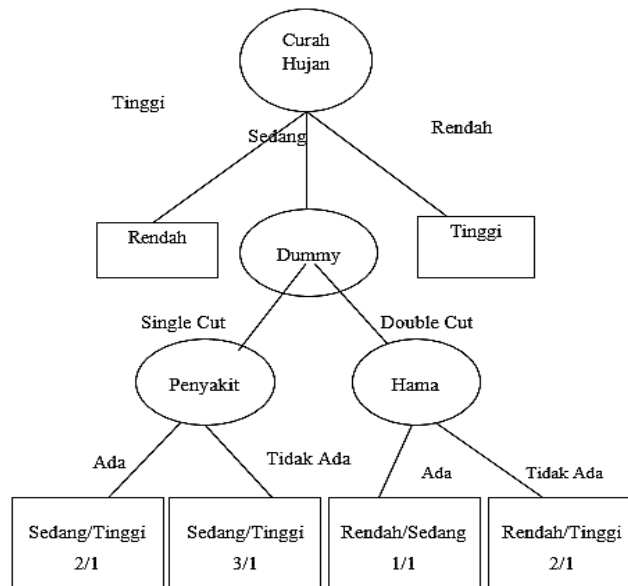 Curah
Hujan
Tinggi
Sedang
Rendah
Rendah
Dummy
Tinggi
Single Cut
Double Cut
Penyakit
Hama
Ada
Tidak Ada
Ada
Tidak Ada
Sedang/Tinggi
2/1
Sedang/Tinggi
3/1
Rendah/Sedang
1/1
Rendah/Tinggi
2/1